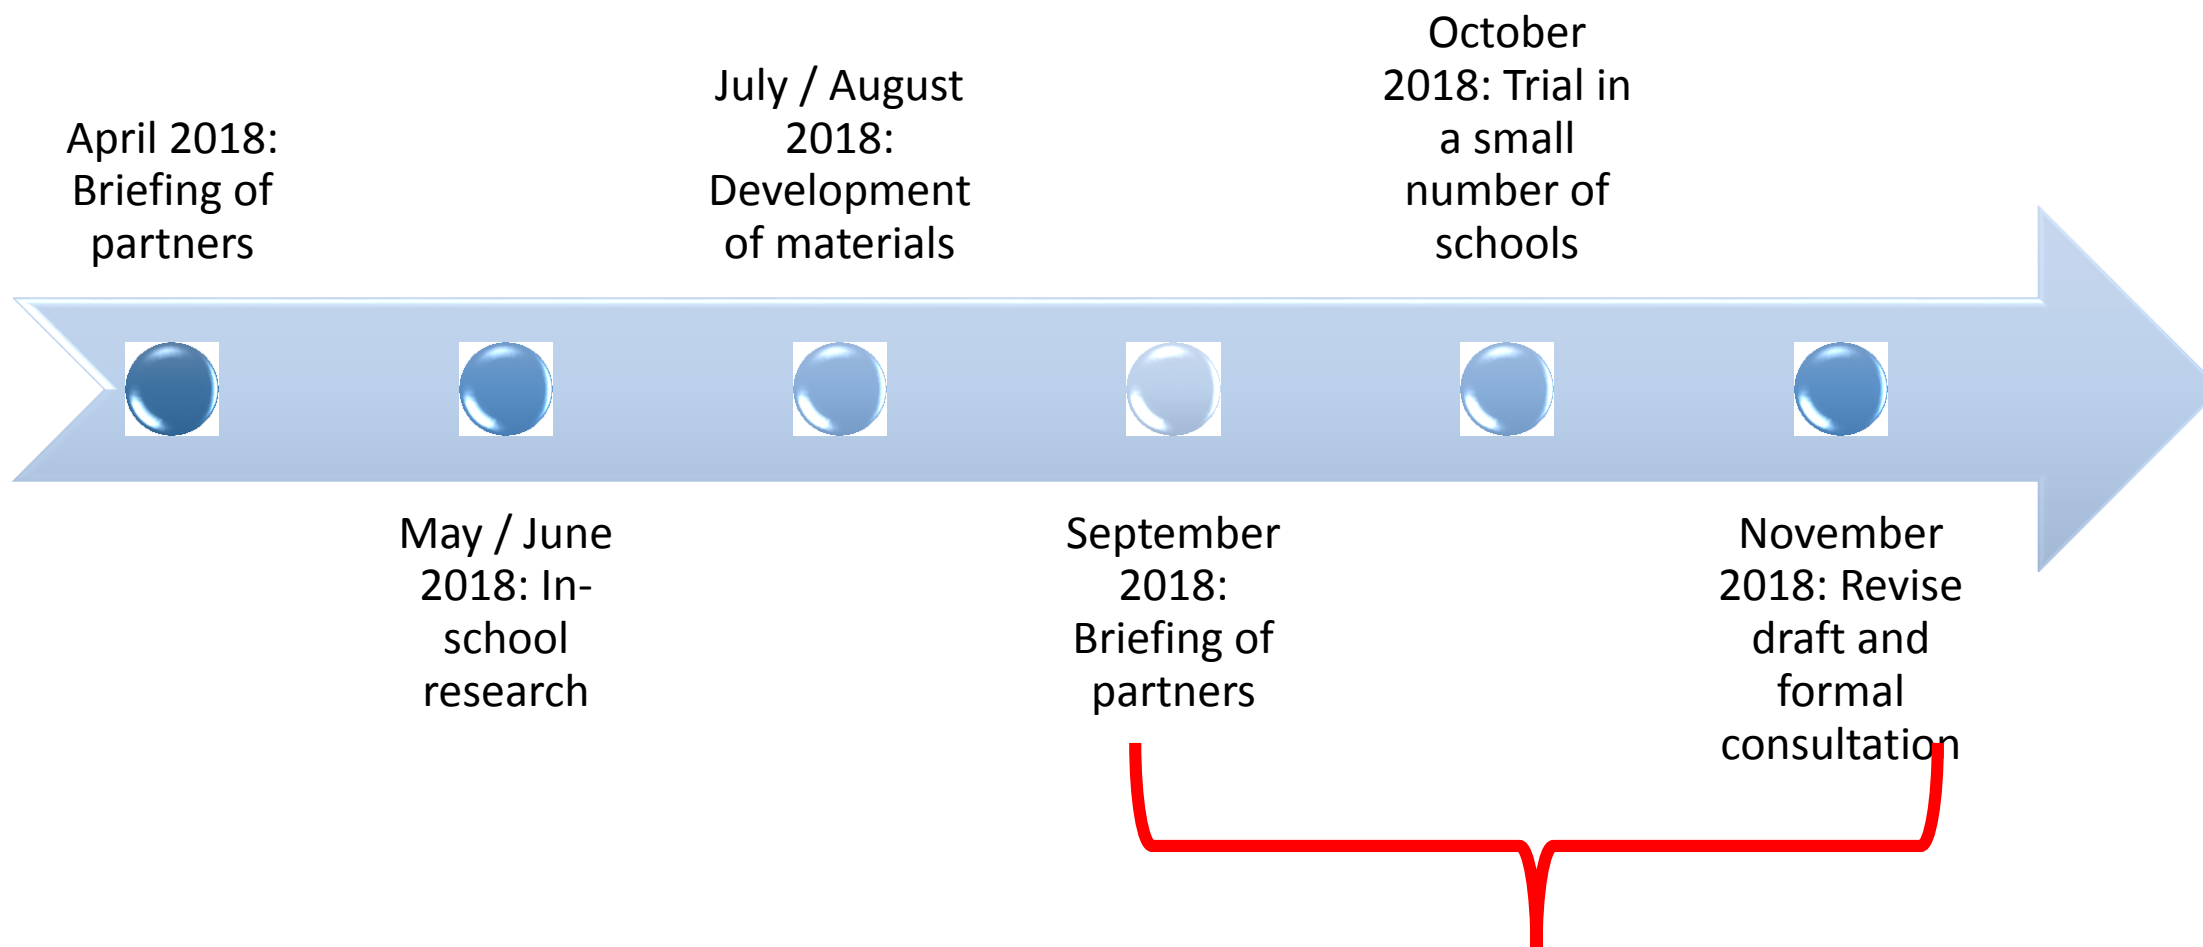 April 2018:
Briefing of
partners
May / June
2018: In-
school
research
July / August
2018:
Development
of materials
September
2018:
Briefing of
partners
October
2018: Trial in
a small
number of
schools
November
2018: Revise
draft and
formal
consultation